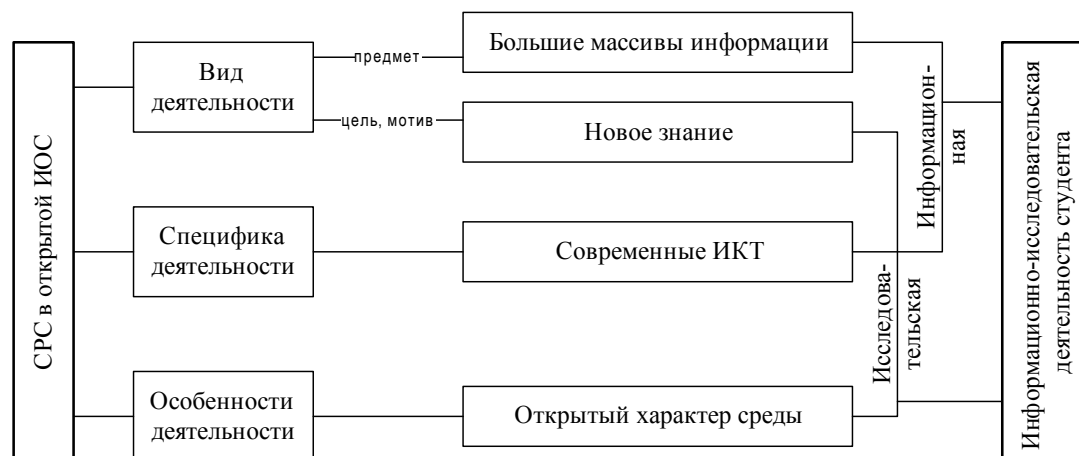 СРС в открытой ИОС
Вид
деятельности
предмет
цель, мотив
Большие массивы информации
Новое знание
Специфика
деятельности
Современные ИКТ
Особенности
деятельности
Открытый характер среды
Информацион-
ная
Исследова-
тельская
Информационно-исследовательская
деятельность студента